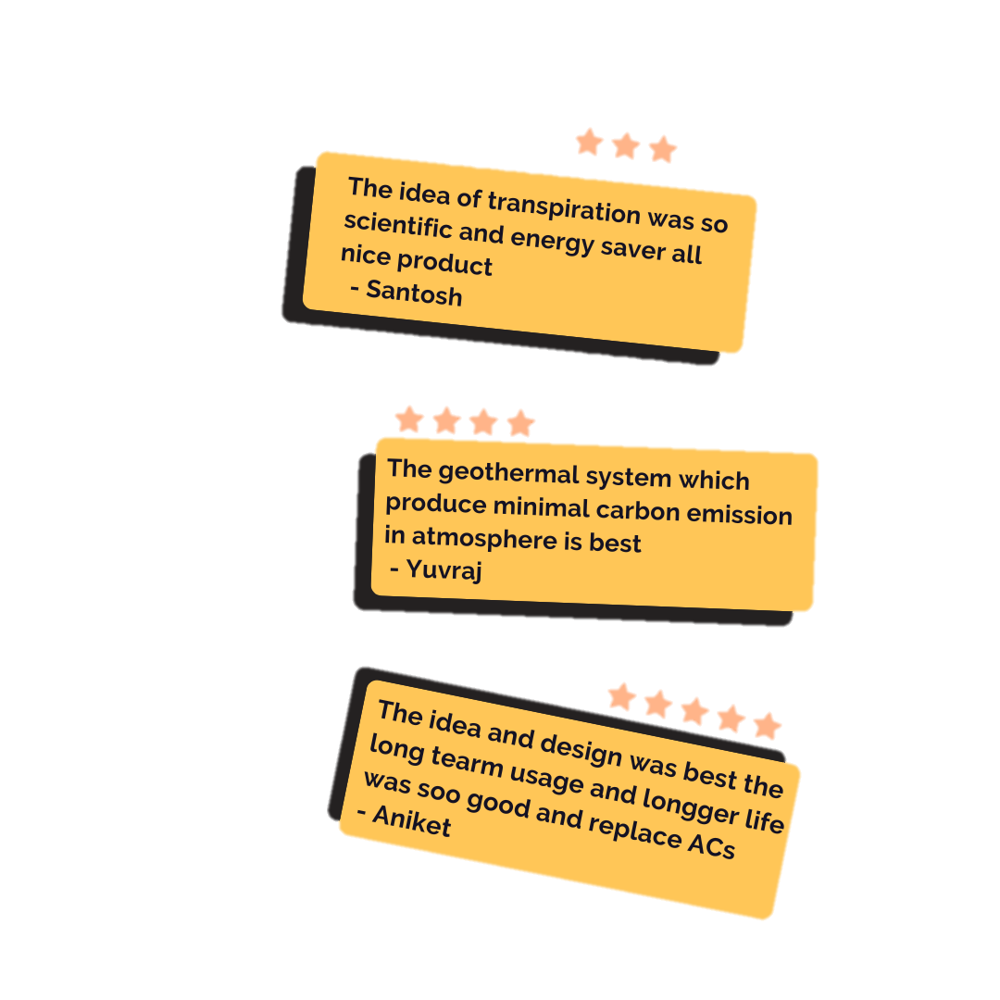 The idea of transpiration was so
scientific and energy saver all
nice product
- Santosh
The geothermal system which
produce minimal carbon emission
in atmosphere is best
- Yuvraj
The idea and design was best the
long tearm usage and longger life
was soo good and replace ACs
- Aniket